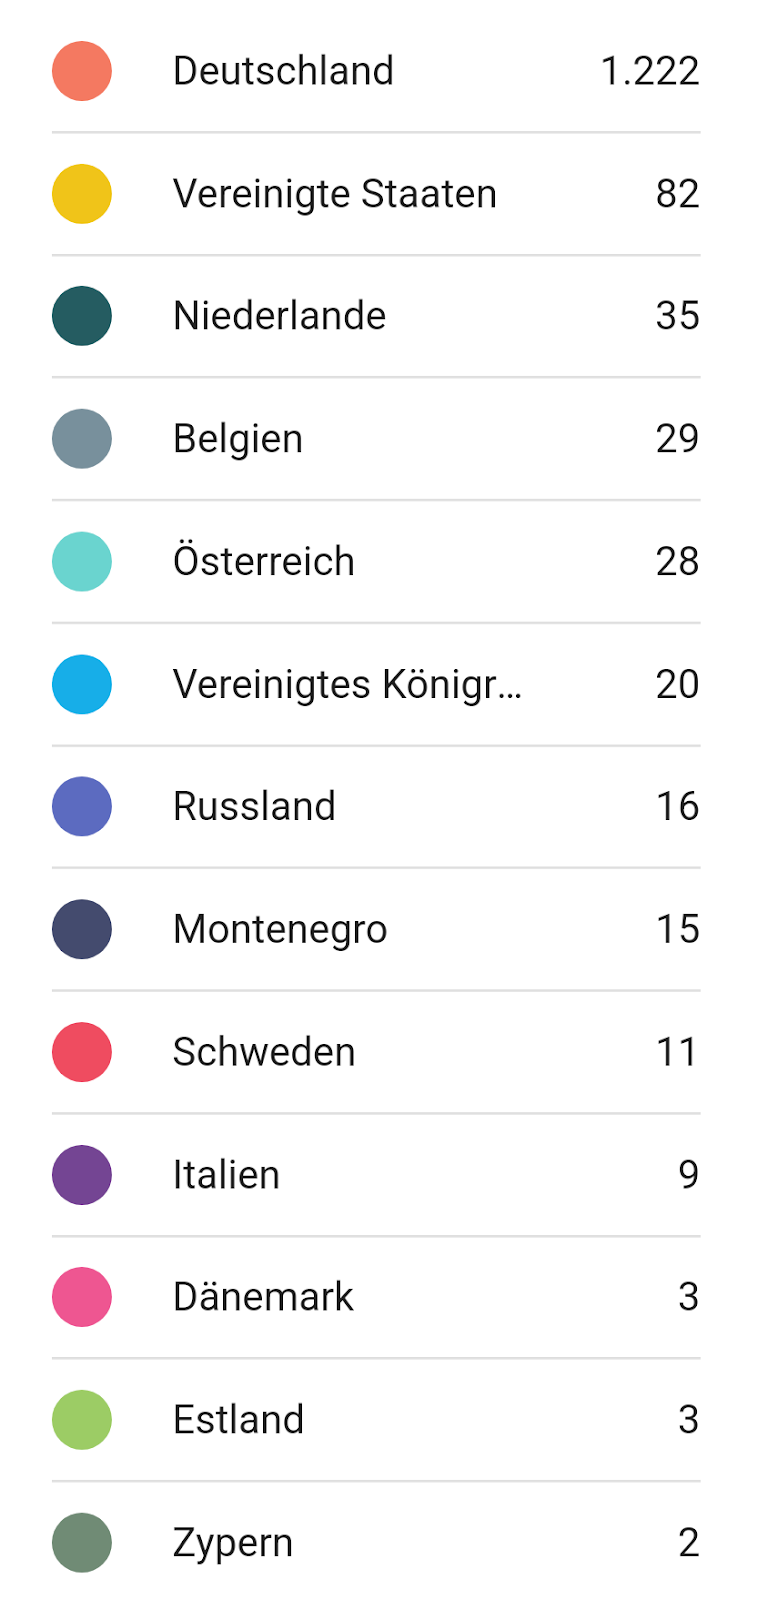 Deutschland 1.222
Vereinigte Staaten 82
Niederlande 35
Belgien 29
Österreich 28
Vereinigtes Königr... 20
Russland 16
Montenegro 15
Schweden 11
Italien 9
Dänemark 3
Estland 3
Zypern 2